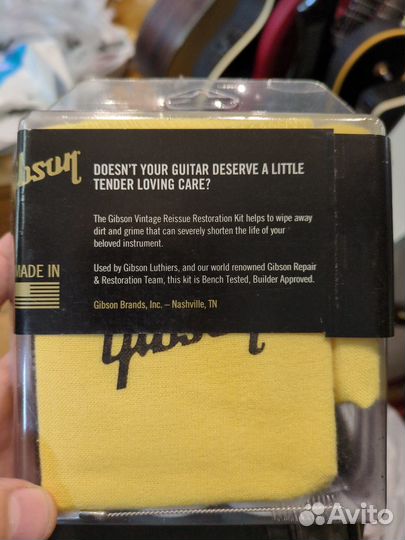 Gibson
DOESN'T YOUR GUITAR DESERVE A LITTLE
TENDER LOVING CARE?
The Gibson Vintage Reissue Restoration Kit helps to wipe away
dirt and grime that can severely shorten the life of your
beloved instrument.
Used by Gibson Luthiers, and our world renowned Gibson Repair
& Restoration Team, this kit is Bench Tested, Builder Approved.
MADE IN
Gibson Brands, Inc. – Nashville, TN
Gibson
Avito